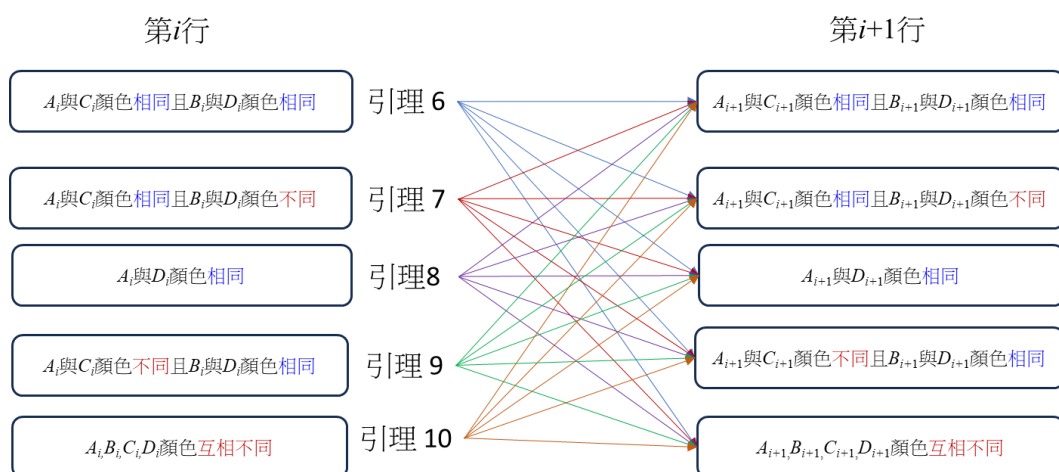 第i行
第i+1行
Aᵢ與Cᵢ顏色相同且Bᵢ與Dᵢ顏色相同
引理 6
Aᵢ₊₁與Cᵢ₊₁顏色相同且Bᵢ₊₁與Dᵢ₊₁顏色相同
Aᵢ與Cᵢ顏色相同且Bᵢ與Dᵢ顏色不同
引理 7
Aᵢ₊₁與Cᵢ₊₁顏色相同且Bᵢ₊₁與Dᵢ₊₁顏色不同
Aᵢ與Dᵢ顏色相同
引理8
Aᵢ₊₁與Dᵢ₊₁顏色相同
Aᵢ與Cᵢ顏色不同且Bᵢ與Dᵢ顏色相同
引理 9
Aᵢ₊₁與Cᵢ₊₁顏色不同且Bᵢ₊₁與Dᵢ₊₁顏色相同
Aᵢ,Bᵢ,Cᵢ,Dᵢ顏色互相不同
引理 10
Aᵢ₊₁,Bᵢ₊₁,Cᵢ₊₁,Dᵢ₊₁顏色互相不同